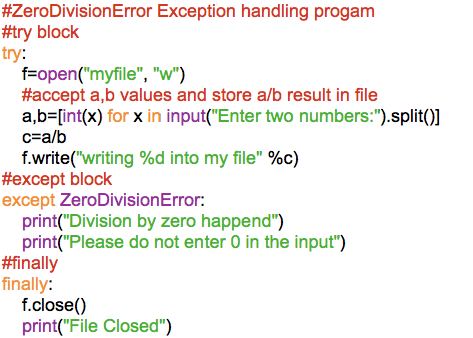 #ZeroDivisionError Exception handling progam
#try block
try:
    f=open("myfile", "w")
    #accept a,b values and store a/b result in file
    a,b=[int(x) for x in input("Enter two numbers:").split()]
    c=a/b
    f.write("writing %d into my file" %c)
#except block
except ZeroDivisionError:
    print("Division by zero happend")
    print("Please do not enter 0 in the input")
#finally
finally:
    f.close()
    print("File Closed")